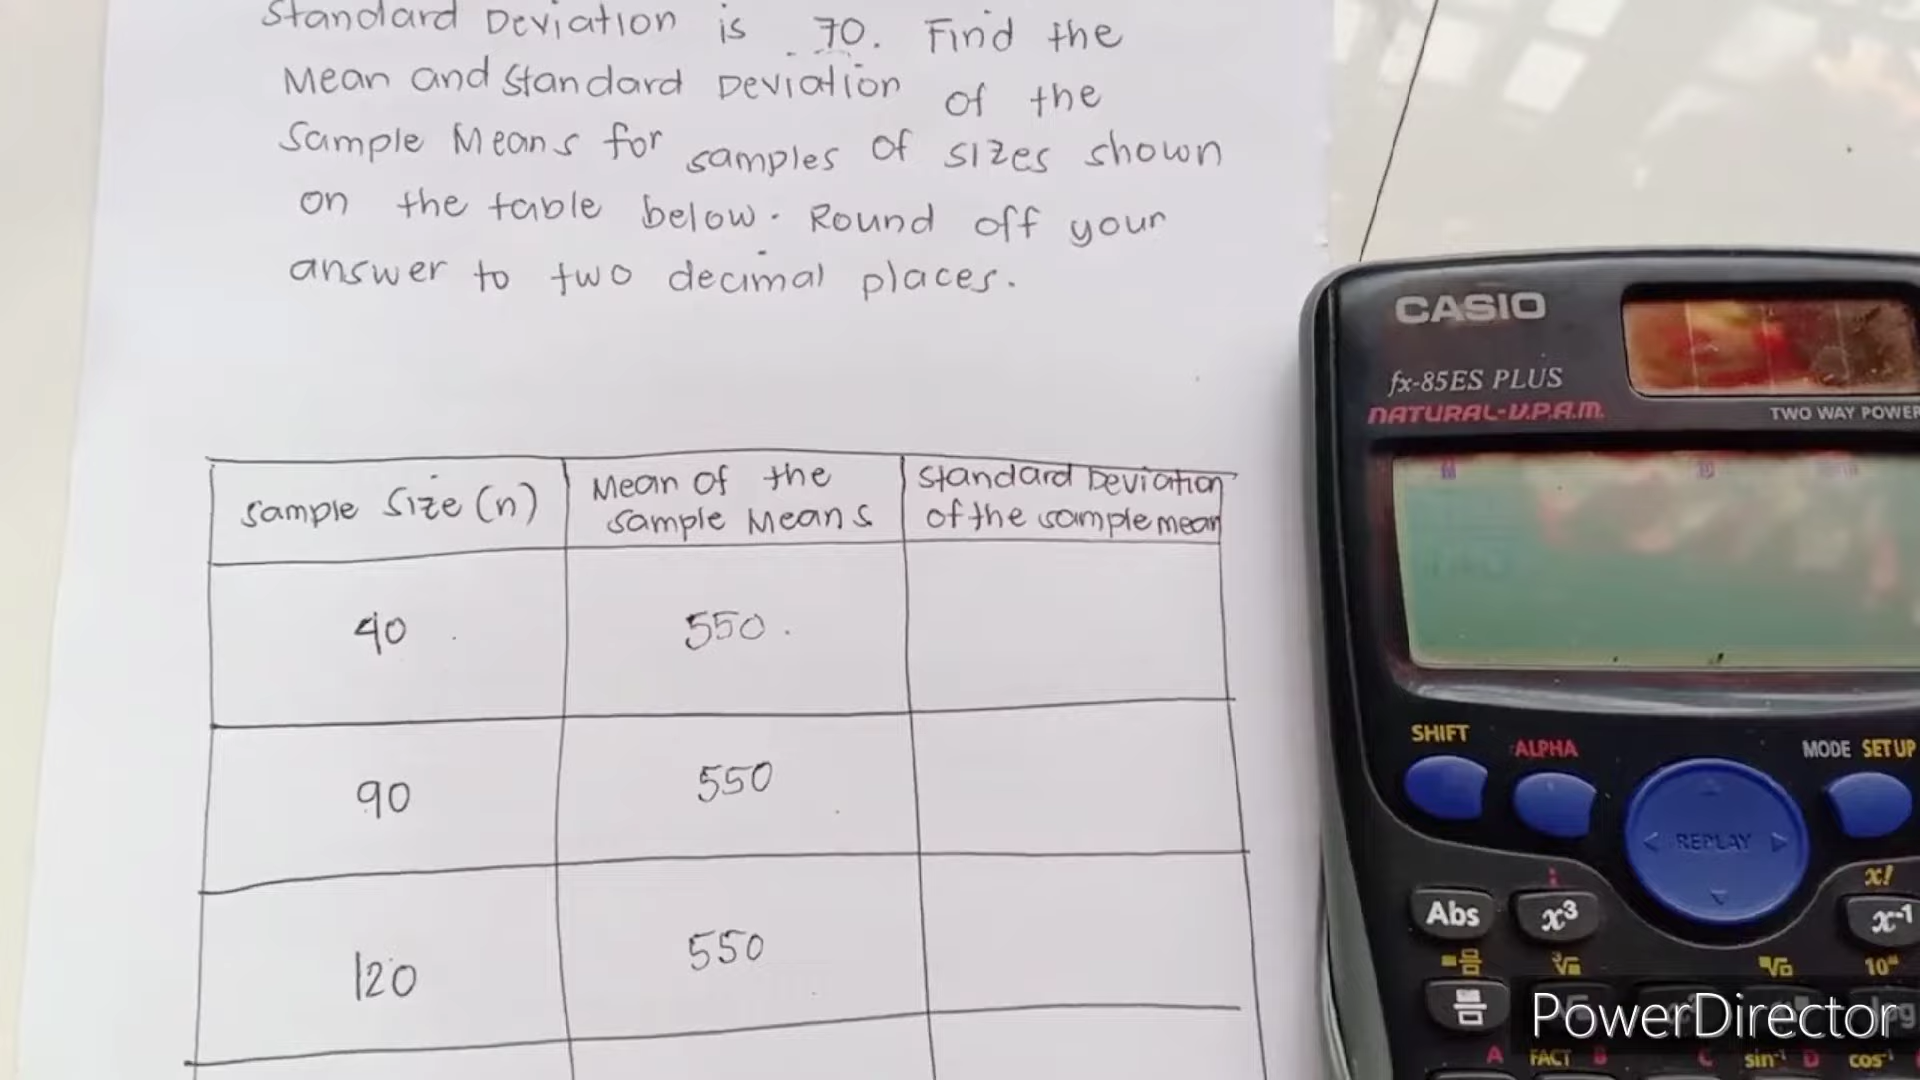 Standard Deviation is 70. Find the
Mean and Standard Deviation of the
Sample Means for samples of sizes shown
on the table below. Round off your
answer to two decimal places.
Sample Size (n) Mean of the Sample Means Standard Deviation of the sample mean
40 550
90 550
120 550
CASIO
fx-85ES PLUS
NATURAL-V.P.A.M.
TWO WAY POWER
SHIFT ALPHA MODE SETUP
REPLAY
Abs x³ x! x⁻¹
PowerDirector
A FACT B C sin⁻¹ D cos⁻¹